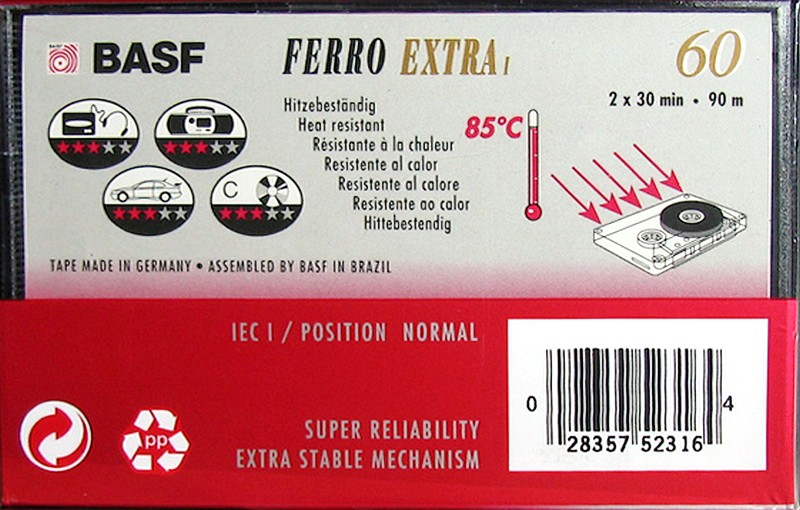 BASF
FERRO EXTRA I
60
2 x 30 min • 90 m
Hitzebeständig
Heat resistant
Résistante à la chaleur
Resistente al calor
Resistente al calore
Resistente ao calor
Hittebestendig
85°C
C
TAPE MADE IN GERMANY • ASSEMBLED BY BASF IN BRAZIL
IEC I / POSITION NORMAL
SUPER RELIABILITY
EXTRA STABLE MECHANISM
PP
0 28357 52316 4